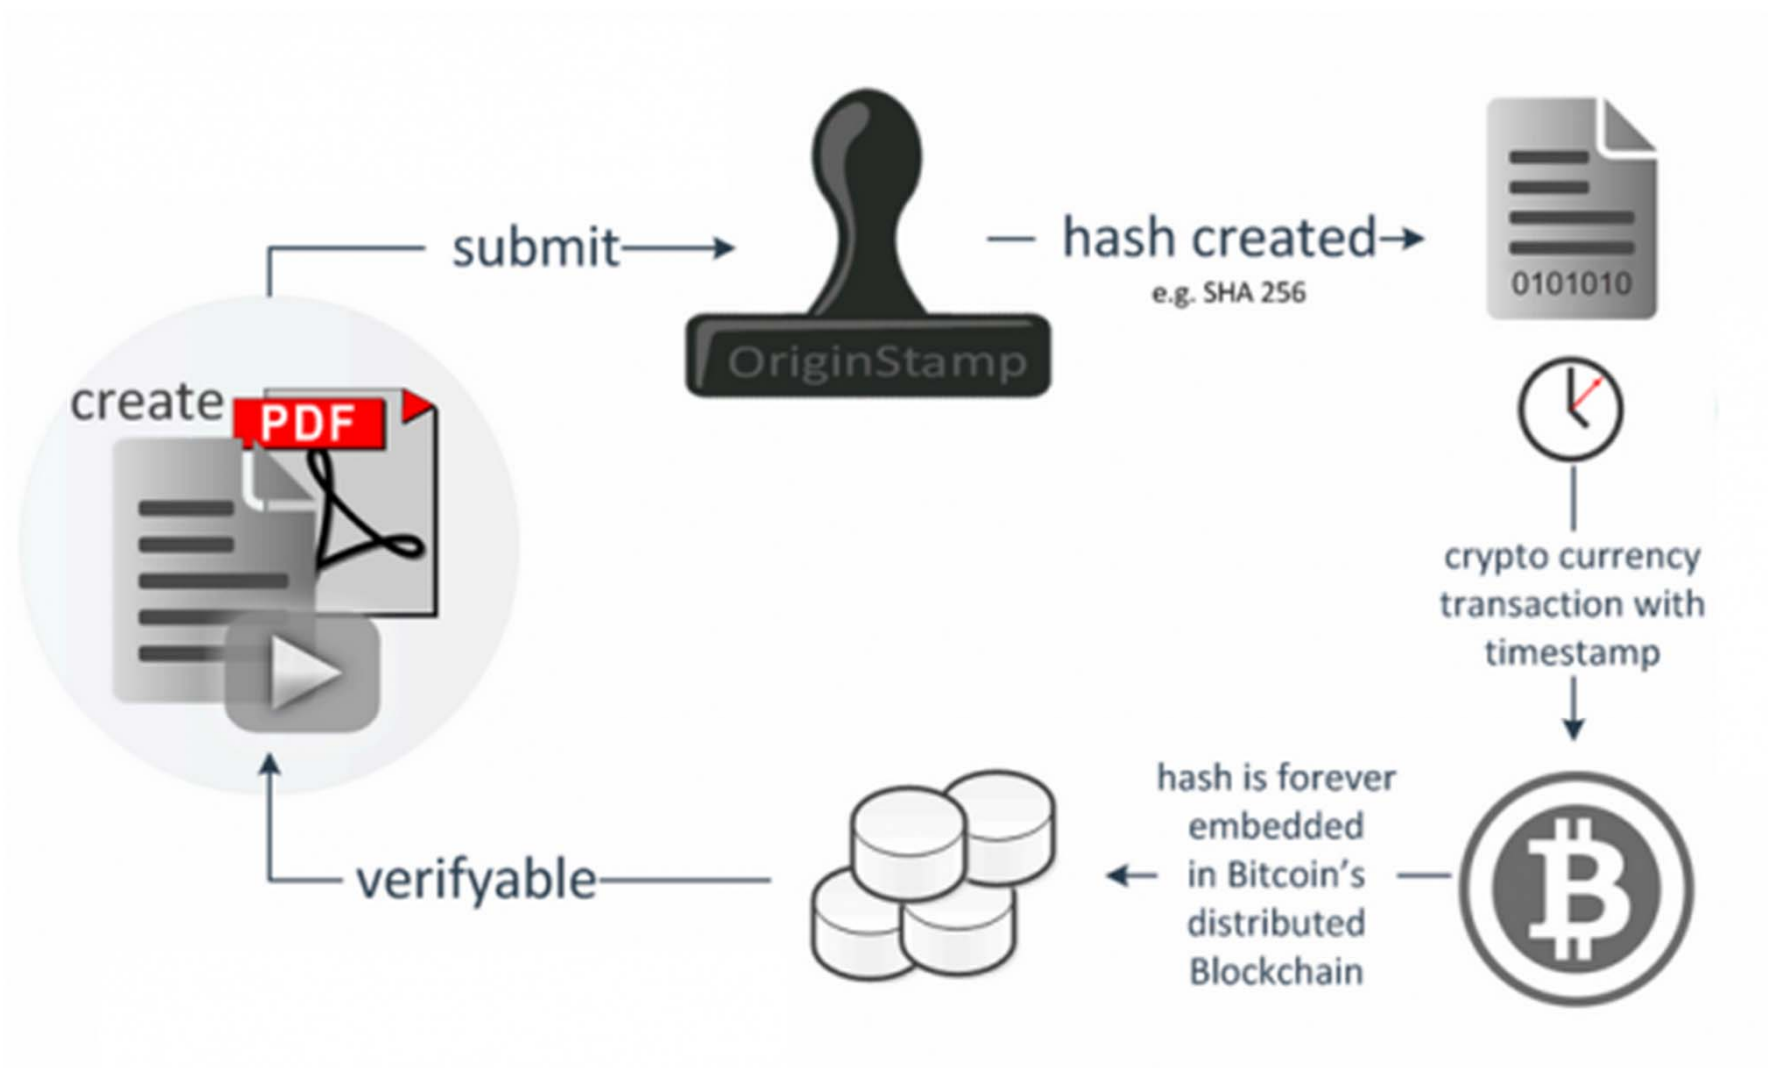 create
PDF
submit
OriginStamp
hash created
e.g. SHA 256
0101010
crypto currency
transaction with
timestamp
hash is forever
embedded
in Bitcoin's
distributed
Blockchain
verifyable